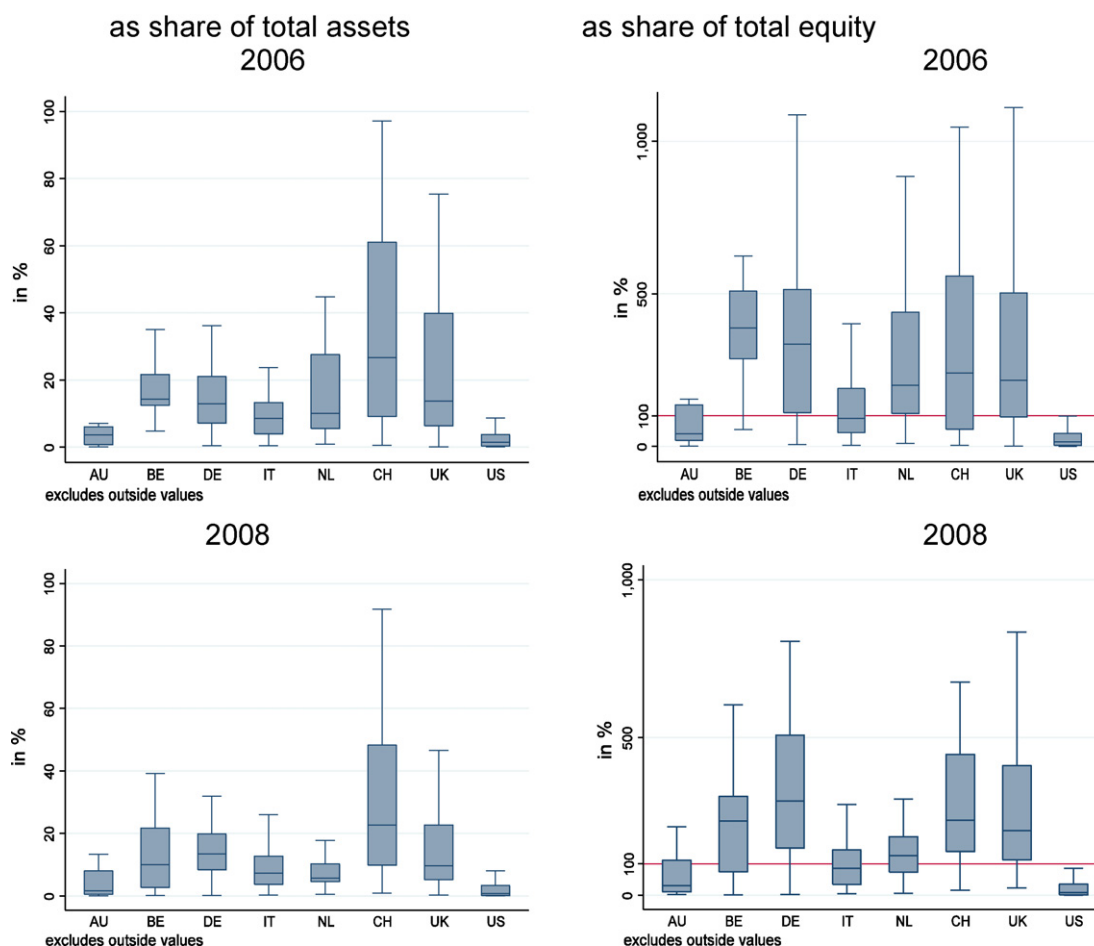 as share of total assets
2006
in %
100
80
60
40
20
0
AU BE DE IT NL CH UK US
excludes outside values
as share of total equity
2006
in %
1,000
500
100
0
AU BE DE IT NL CH UK US
excludes outside values
2008
in %
100
80
60
40
20
0
AU BE DE IT NL CH UK US
excludes outside values
2008
in %
1,000
500
100
0
AU BE DE IT NL CH UK US
excludes outside values